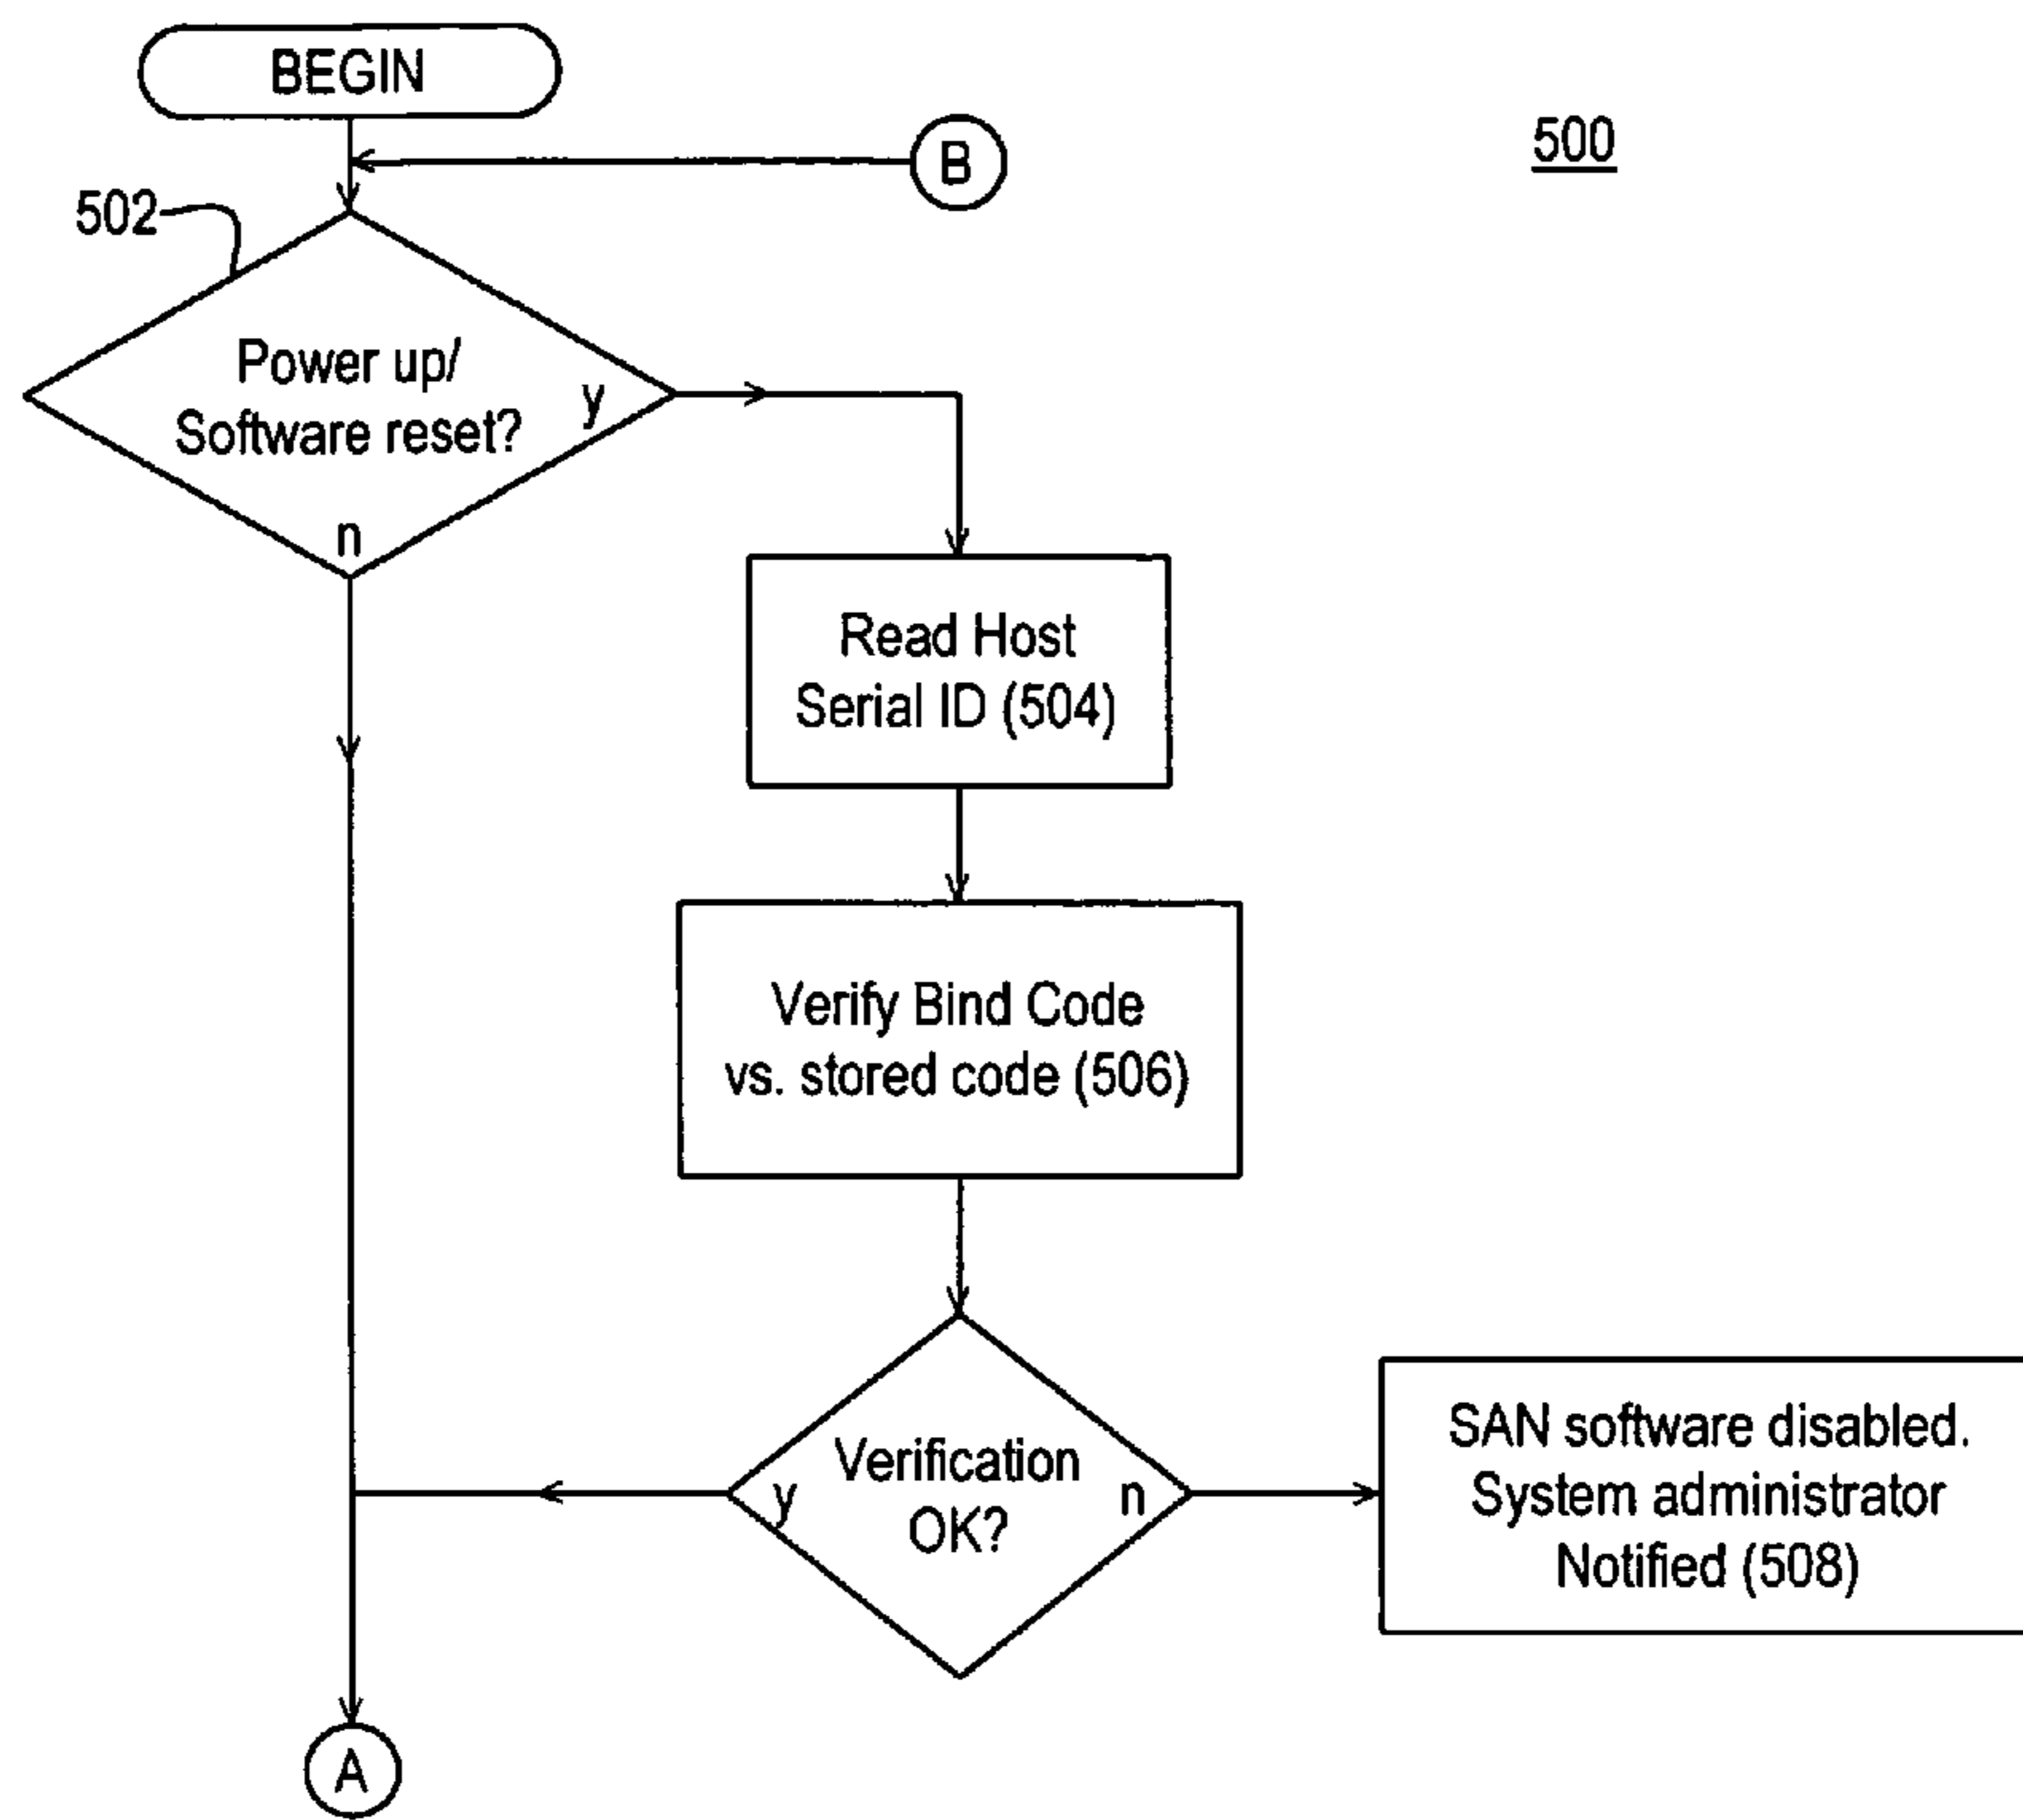 BEGIN
B
500
502
Power up/
Software reset?
y
n
Read Host
Serial ID (504)
Verify Bind Code
vs. stored code (506)
Verification
OK?
y
n
SAN software disabled.
System administrator
Notified (508)
A